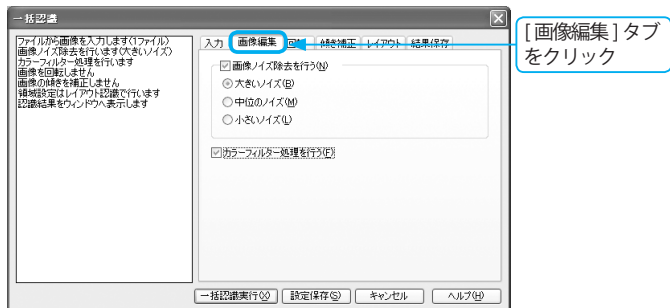 一括認識
ファイルから画像を入力します(1ファイル)
画像ノイズ除去を行います(大きいノイズ)
カラーフィルター処理を行います
画像を回転しません
画像の傾きを補正しません
領域設定はレイアウト認識で行います
認識結果をウィンドウへ表示します
入力 画像編集 回転 傾き補正 レイアウト 結果保存
画像ノイズ除去を行う(N)
大きいノイズ(B)
中位のノイズ(M)
小さいノイズ(L)
カラーフィルター処理を行う(F)
一括認識実行(X) 設定保存(S) キャンセル ヘルプ(H)
[画像編集]タブ
をクリック